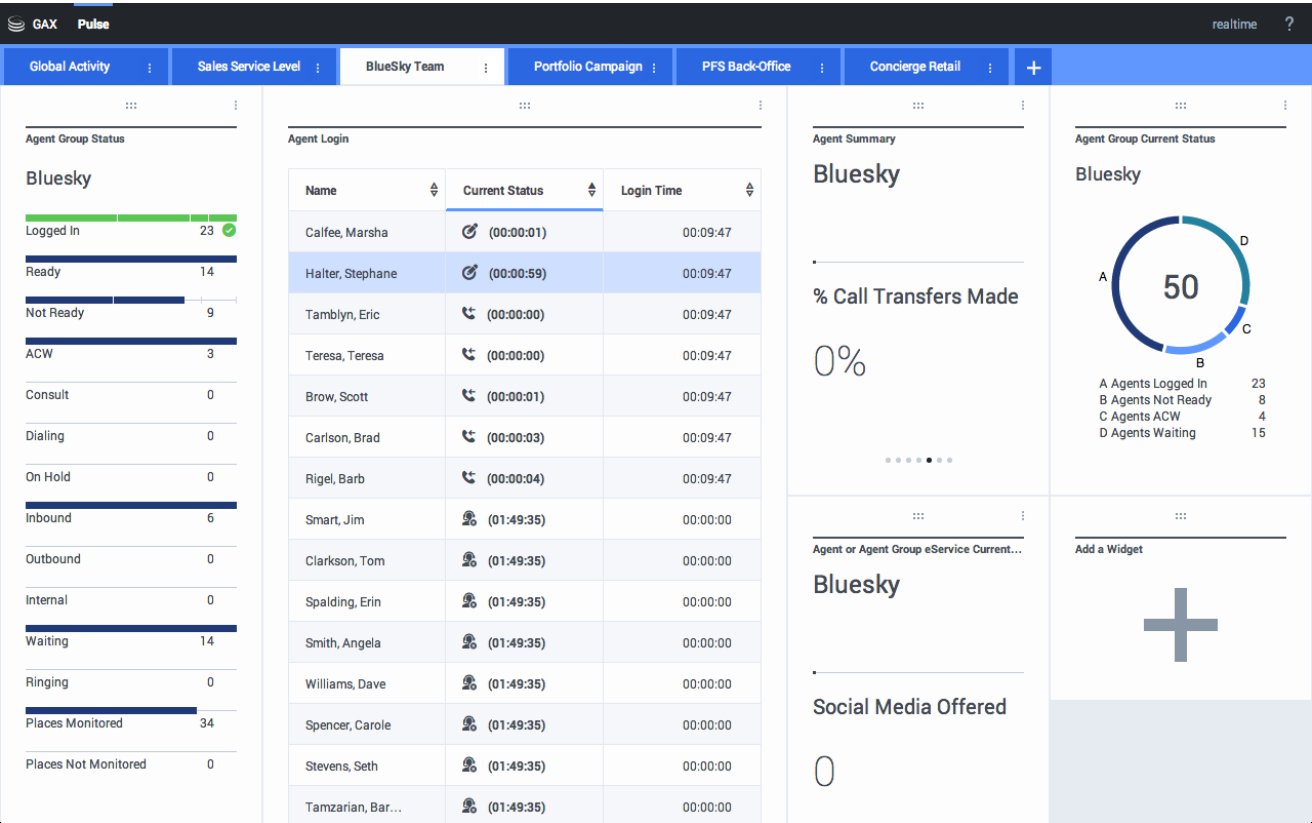 GAX Pulse realtime ?
Global Activity Sales Service Level BlueSky Team Portfolio Campaign PFS Back-Office Concierge Retail +
Agent Group Status
Bluesky
Logged In 23
Ready 14
Not Ready 9
ACW 3
Consult 0
Dialing 0
On Hold 0
Inbound 6
Outbound 0
Internal 0
Waiting 14
Ringing 0
Places Monitored 34
Places Not Monitored 0
Agent Login
Name Current Status Login Time
Calfee, Marsha (00:00:01) 00:09:47
Halter, Stephane (00:00:59) 00:09:47
Tamblyn, Eric (00:00:00) 00:09:47
Teresa, Teresa (00:00:00) 00:09:47
Brow, Scott (00:00:01) 00:09:47
Carlson, Brad (00:00:03) 00:09:47
Rigel, Barb (00:00:04) 00:09:47
Smart, Jim (01:49:35) 00:00:00
Clarkson, Tom (01:49:35) 00:00:00
Spalding, Erin (01:49:35) 00:00:00
Smith, Angela (01:49:35) 00:00:00
Williams, Dave (01:49:35) 00:00:00
Spencer, Carole (01:49:35) 00:00:00
Stevens, Seth (01:49:35) 00:00:00
Tamzarian, Bar... (01:49:35) 00:00:00
Agent Summary
Bluesky
% Call Transfers Made
0%
Agent Group Current Status
Bluesky
D
A
50
C
B
A Agents Logged In 23
B Agents Not Ready 8
C Agents ACW 4
D Agents Waiting 15
Agent or Agent Group eService Current...
Bluesky
Social Media Offered
0
Add a Widget